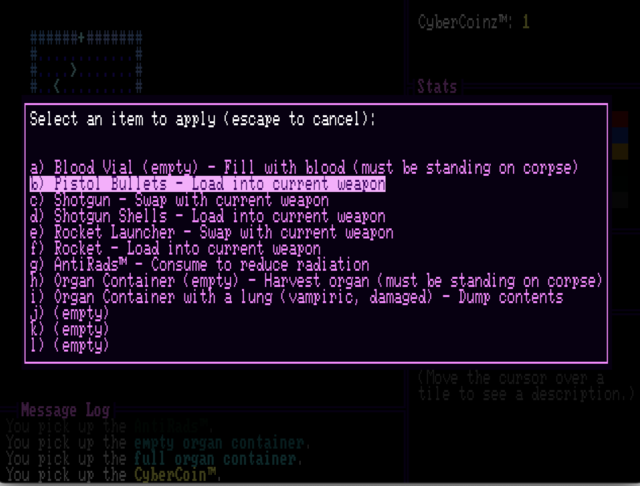 CyberCoinz™: 1
######+#######
#............#
#....>.......#
#..<.........#
Stats
Select an item to apply (escape to cancel):
a) Blood Vial (empty) - Fill with blood (must be standing on corpse)
b) Pistol Bullets - Load into current weapon
c) Shotgun - Swap with current weapon
d) Shotgun Shells - Load into current weapon
e) Rocket Launcher - Swap with current weapon
f) Rocket - Load into current weapon
g) AntiRads™ - Consume to reduce radiation
h) Organ Container (empty) - Harvest organ (must be standing on corpse)
i) Organ Container with a lung (vampiric, damaged) - Dump contents
j) (empty)
k) (empty)
l) (empty)
(Move the cursor over a
tile to see a description.)
Message Log
You pick up the AntiRads™.
You pick up the empty organ container.
You pick up the full organ container.
You pick up the CyberCoin™.